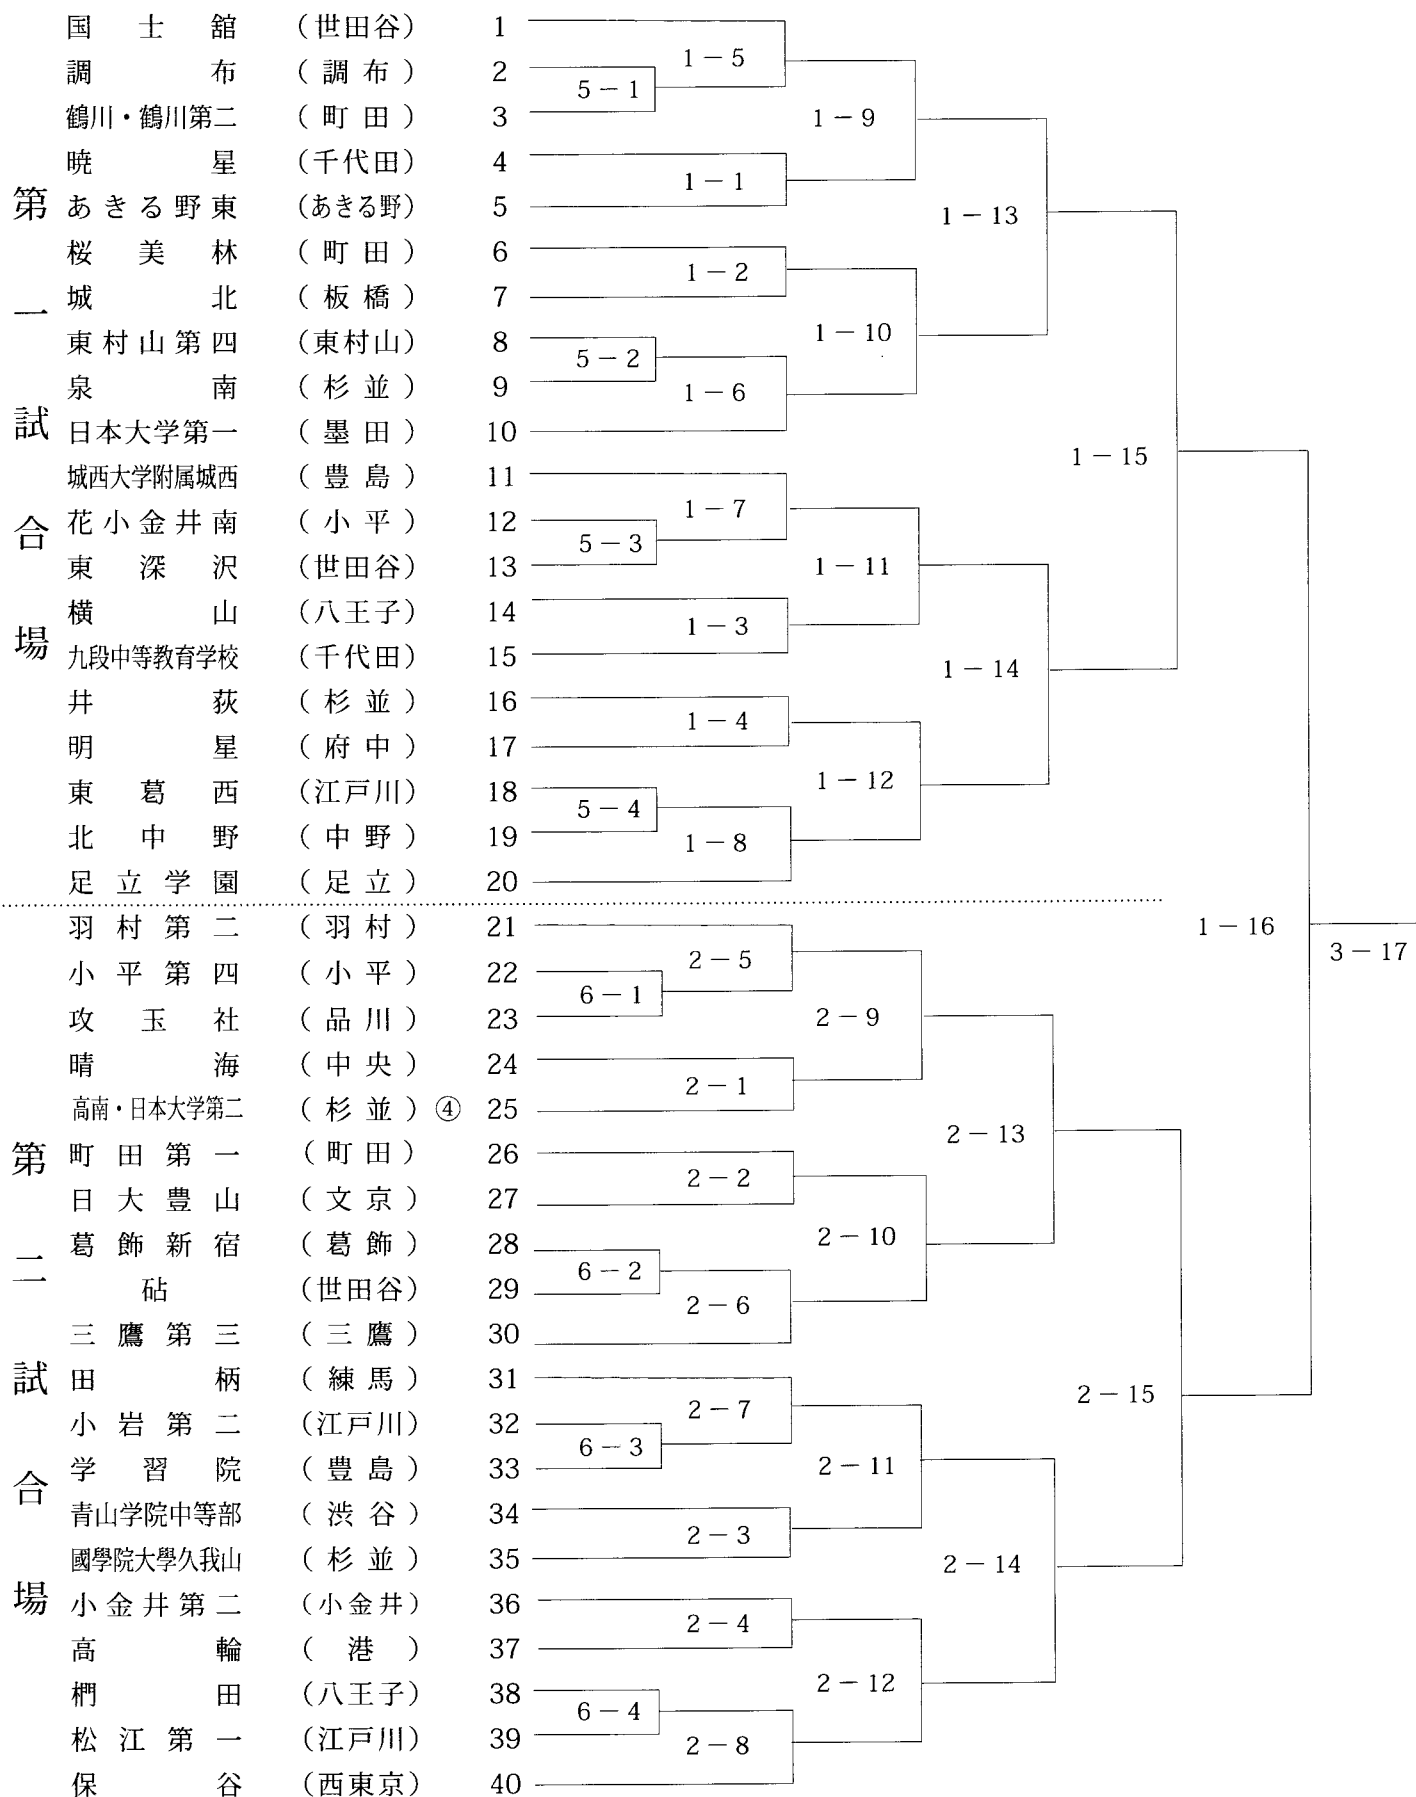 国士舘 （世田谷） 1
調布 （調布） 2
鶴川・鶴川第二 （町田） 3
暁星 （千代田） 4
あきる野東 （あきる野） 5
桜美林 （町田） 6
城北 （板橋） 7
東村山第四 （東村山） 8
泉南 （杉並） 9
日本大学第一 （墨田） 10
城西大学附属城西 （豊島） 11
花小金井南 （小平） 12
東深沢 （世田谷） 13
横山 （八王子） 14
九段中等教育学校 （千代田） 15
井荻 （杉並） 16
明星 （府中） 17
東葛西 （江戸川） 18
北中野 （中野） 19
足立学園 （足立） 20
第一試合場
羽村第二 （羽村） 21
小平第四 （小平） 22
攻玉社 （品川） 23
晴海 （中央） 24
高南・日本大学第二 （杉並） ④ 25
町田第一 （町田） 26
日大豊山 （文京） 27
葛飾新宿 （葛飾） 28
砧 （世田谷） 29
三鷹第三 （三鷹） 30
田柄 （練馬） 31
小岩第二 （江戸川） 32
学習院 （豊島） 33
青山学院中等部 （渋谷） 34
國學院大學久我山 （杉並） 35
小金井第二 （小金井） 36
高輪 （港） 37
椚田 （八王子） 38
松江第一 （江戸川） 39
保谷 （西東京） 40
第二試合場
5－1
5－2
5－3
5－4
6－1
6－2
6－3
6－4
1－5
1－1
1－2
1－6
1－7
1－3
1－4
1－8
2－5
2－1
2－2
2－6
2－7
2－3
2－4
2－8
1－9
1－10
1－11
1－12
2－9
2－10
2－11
2－12
1－13
1－14
2－13
2－14
1－15
2－15
1－16
3－17